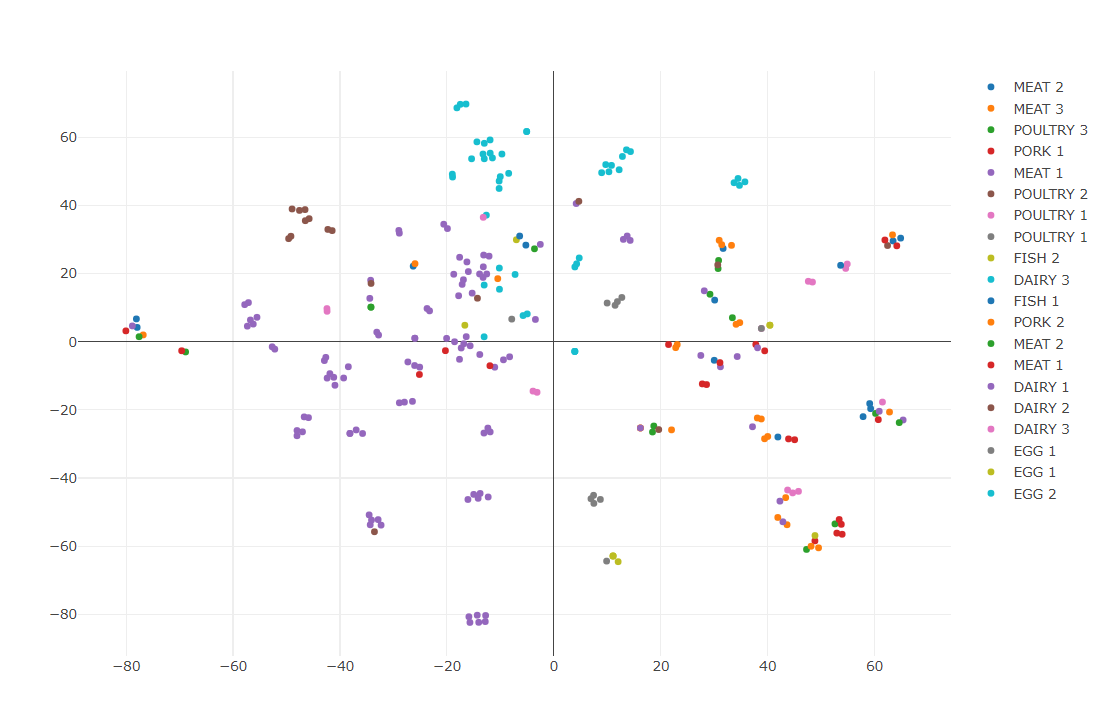 60
40
20
0
−20
−40
−60
−80
−80
−60
−40
−20
0
20
40
60
MEAT 2
MEAT 3
POULTRY 3
PORK 1
MEAT 1
POULTRY 2
POULTRY 1
POULTRY 1
FISH 2
DAIRY 3
FISH 1
PORK 2
MEAT 2
MEAT 1
DAIRY 1
DAIRY 2
DAIRY 3
EGG 1
EGG 1
EGG 2